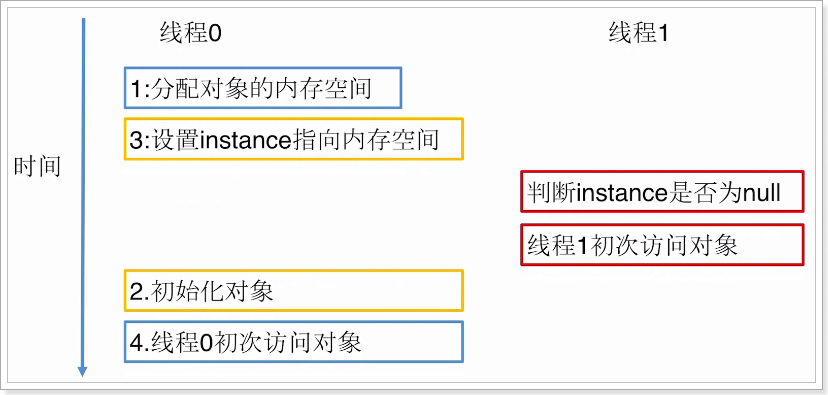 线程0
线程1
1:分配对象的内存空间
3:设置instance指向内存空间
时间
判断instance是否为null
线程1初次访问对象
2.初始化对象
4.线程0初次访问对象